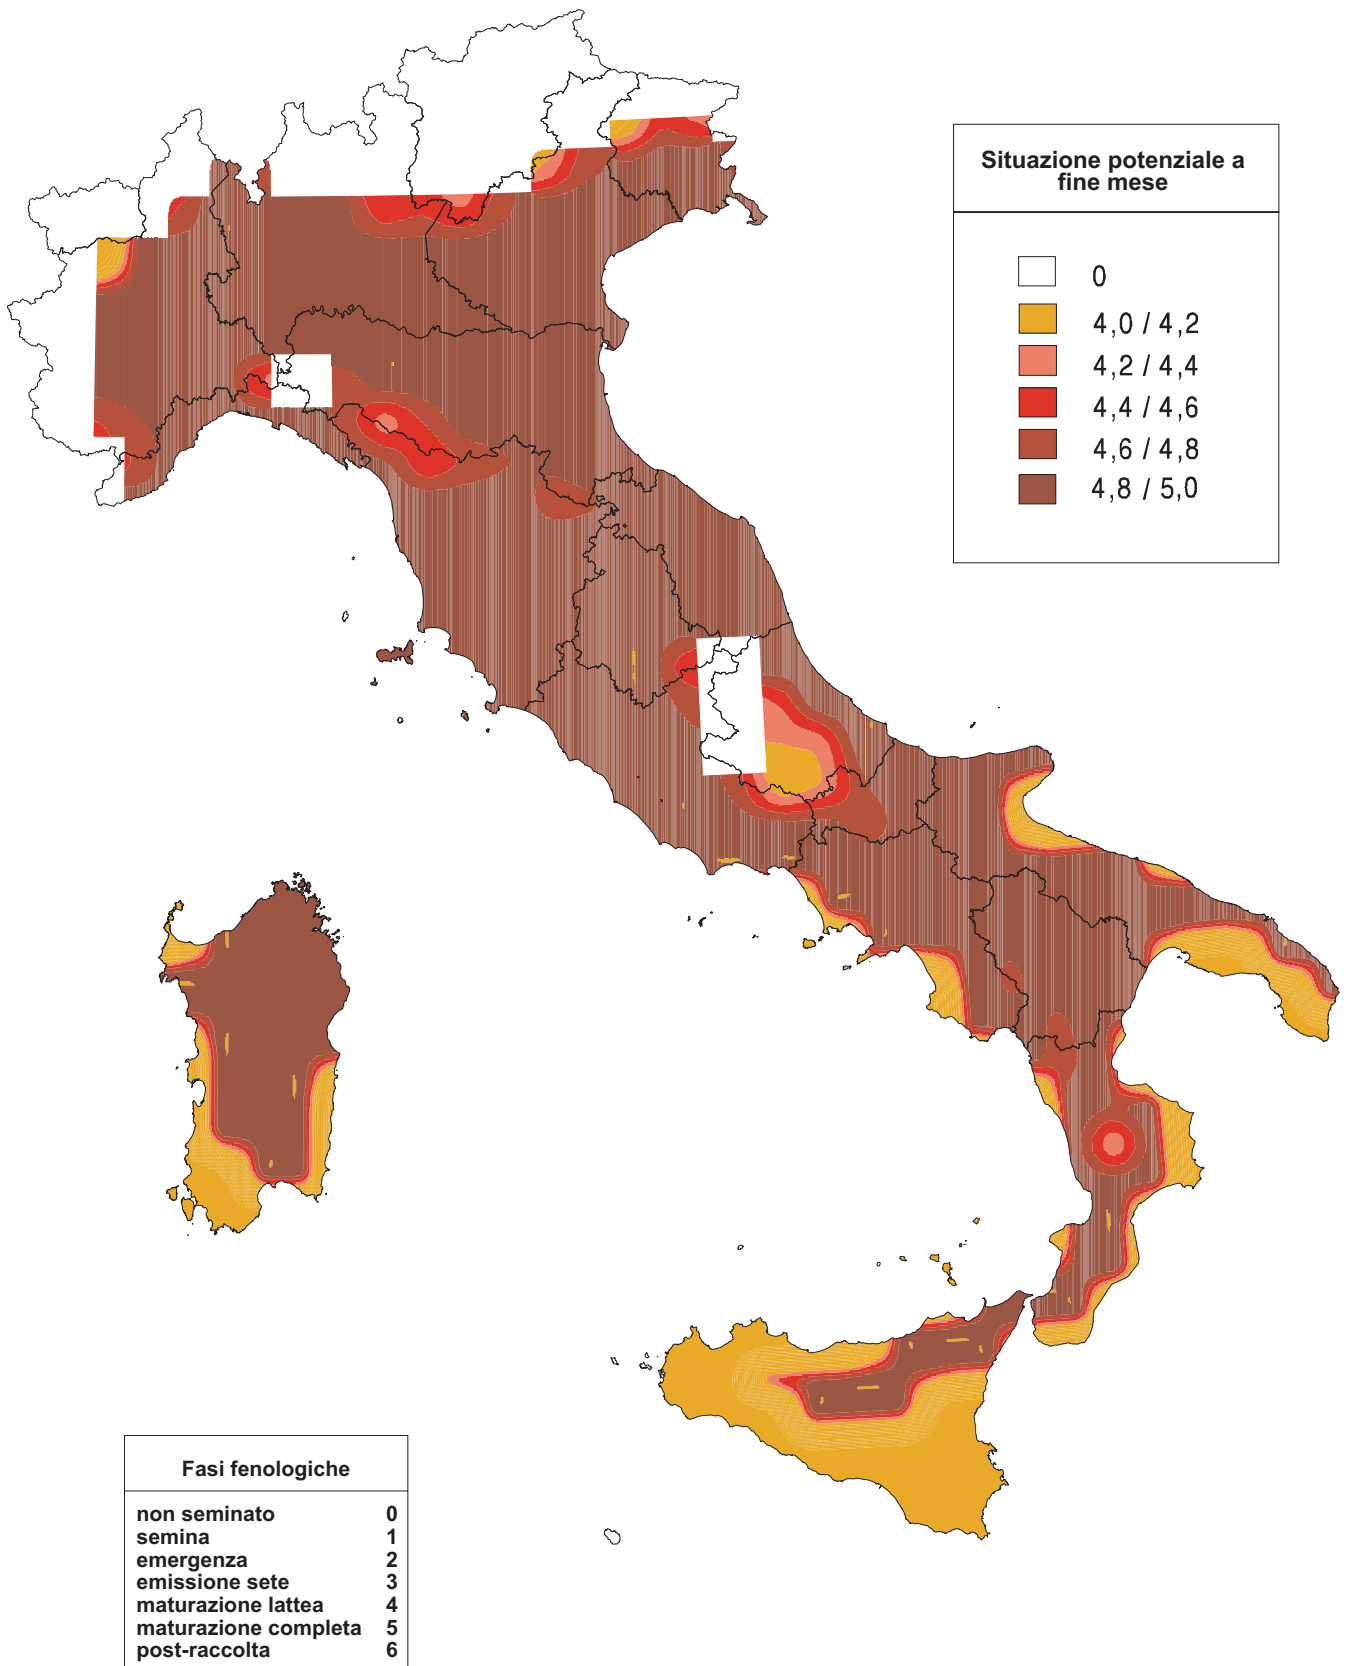 Situazione potenziale a
fine mese
0
4,0 / 4,2
4,2 / 4,4
4,4 / 4,6
4,6 / 4,8
4,8 / 5,0
Fasi fenologiche
non seminato 0
semina 1
emergenza 2
emissione sete 3
maturazione lattea 4
maturazione completa 5
post-raccolta 6